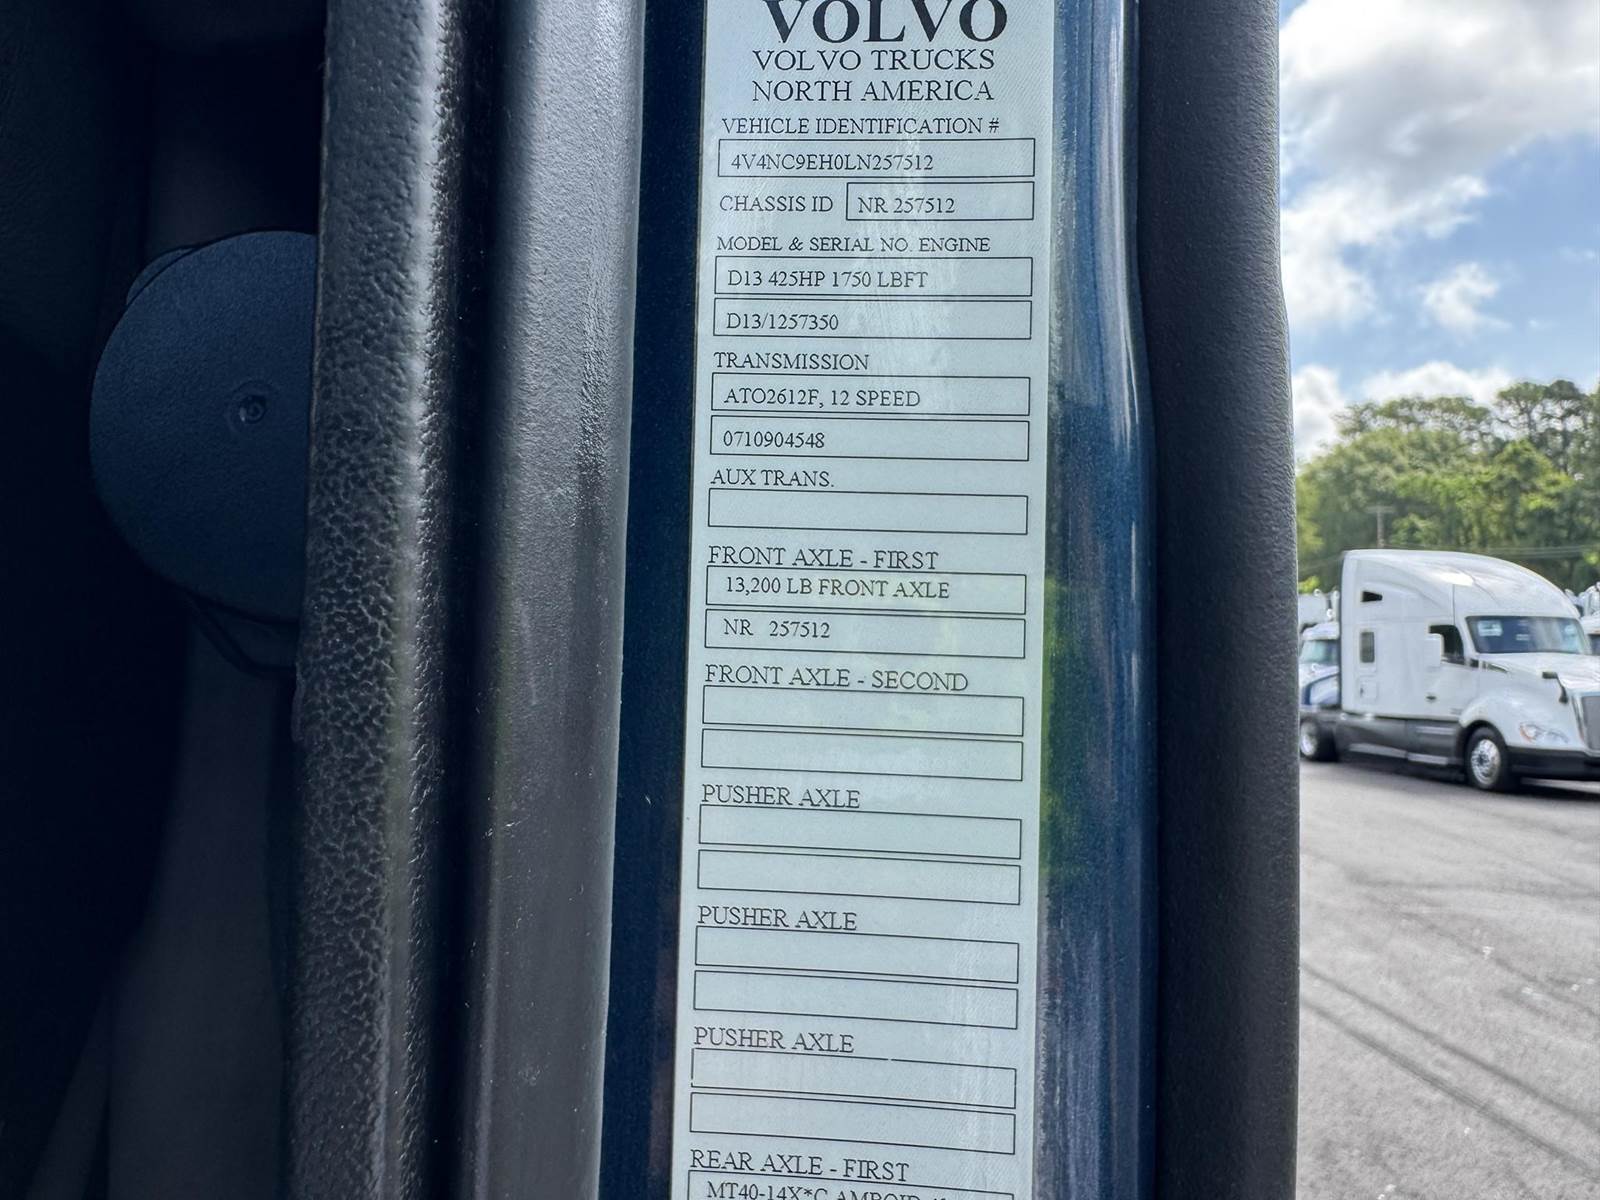 VOLVO
VOLVO TRUCKS
NORTH AMERICA
VEHICLE IDENTIFICATION #
4V4NC9EH0LN257512
CHASSIS ID NR 257512
MODEL & SERIAL NO. ENGINE
D13 425HP 1750 LBFT
D13/1257350
TRANSMISSION
ATO2612F, 12 SPEED
0710904548
AUX TRANS.
FRONT AXLE - FIRST
13,200 LB FRONT AXLE
NR 257512
FRONT AXLE - SECOND
PUSHER AXLE
PUSHER AXLE
PUSHER AXLE
REAR AXLE - FIRST
MT40-14X*C